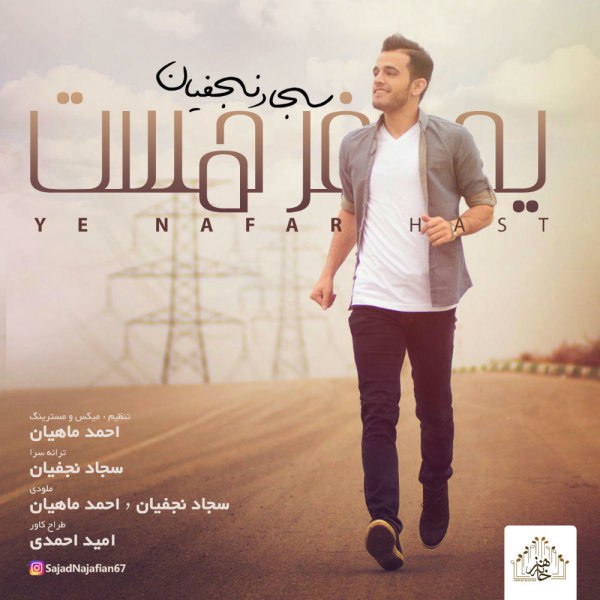 سجاد نجفیان
یه نفر هست
YE NAFAR HAST
تنظیم ، میکس و مسترینگ
احمد ماهیان
ترانه سرا
سجاد نجفیان
ملودی
سجاد نجفیان ، احمد ماهیان
طراح کاور
امید احمدی
SajadNajafian67